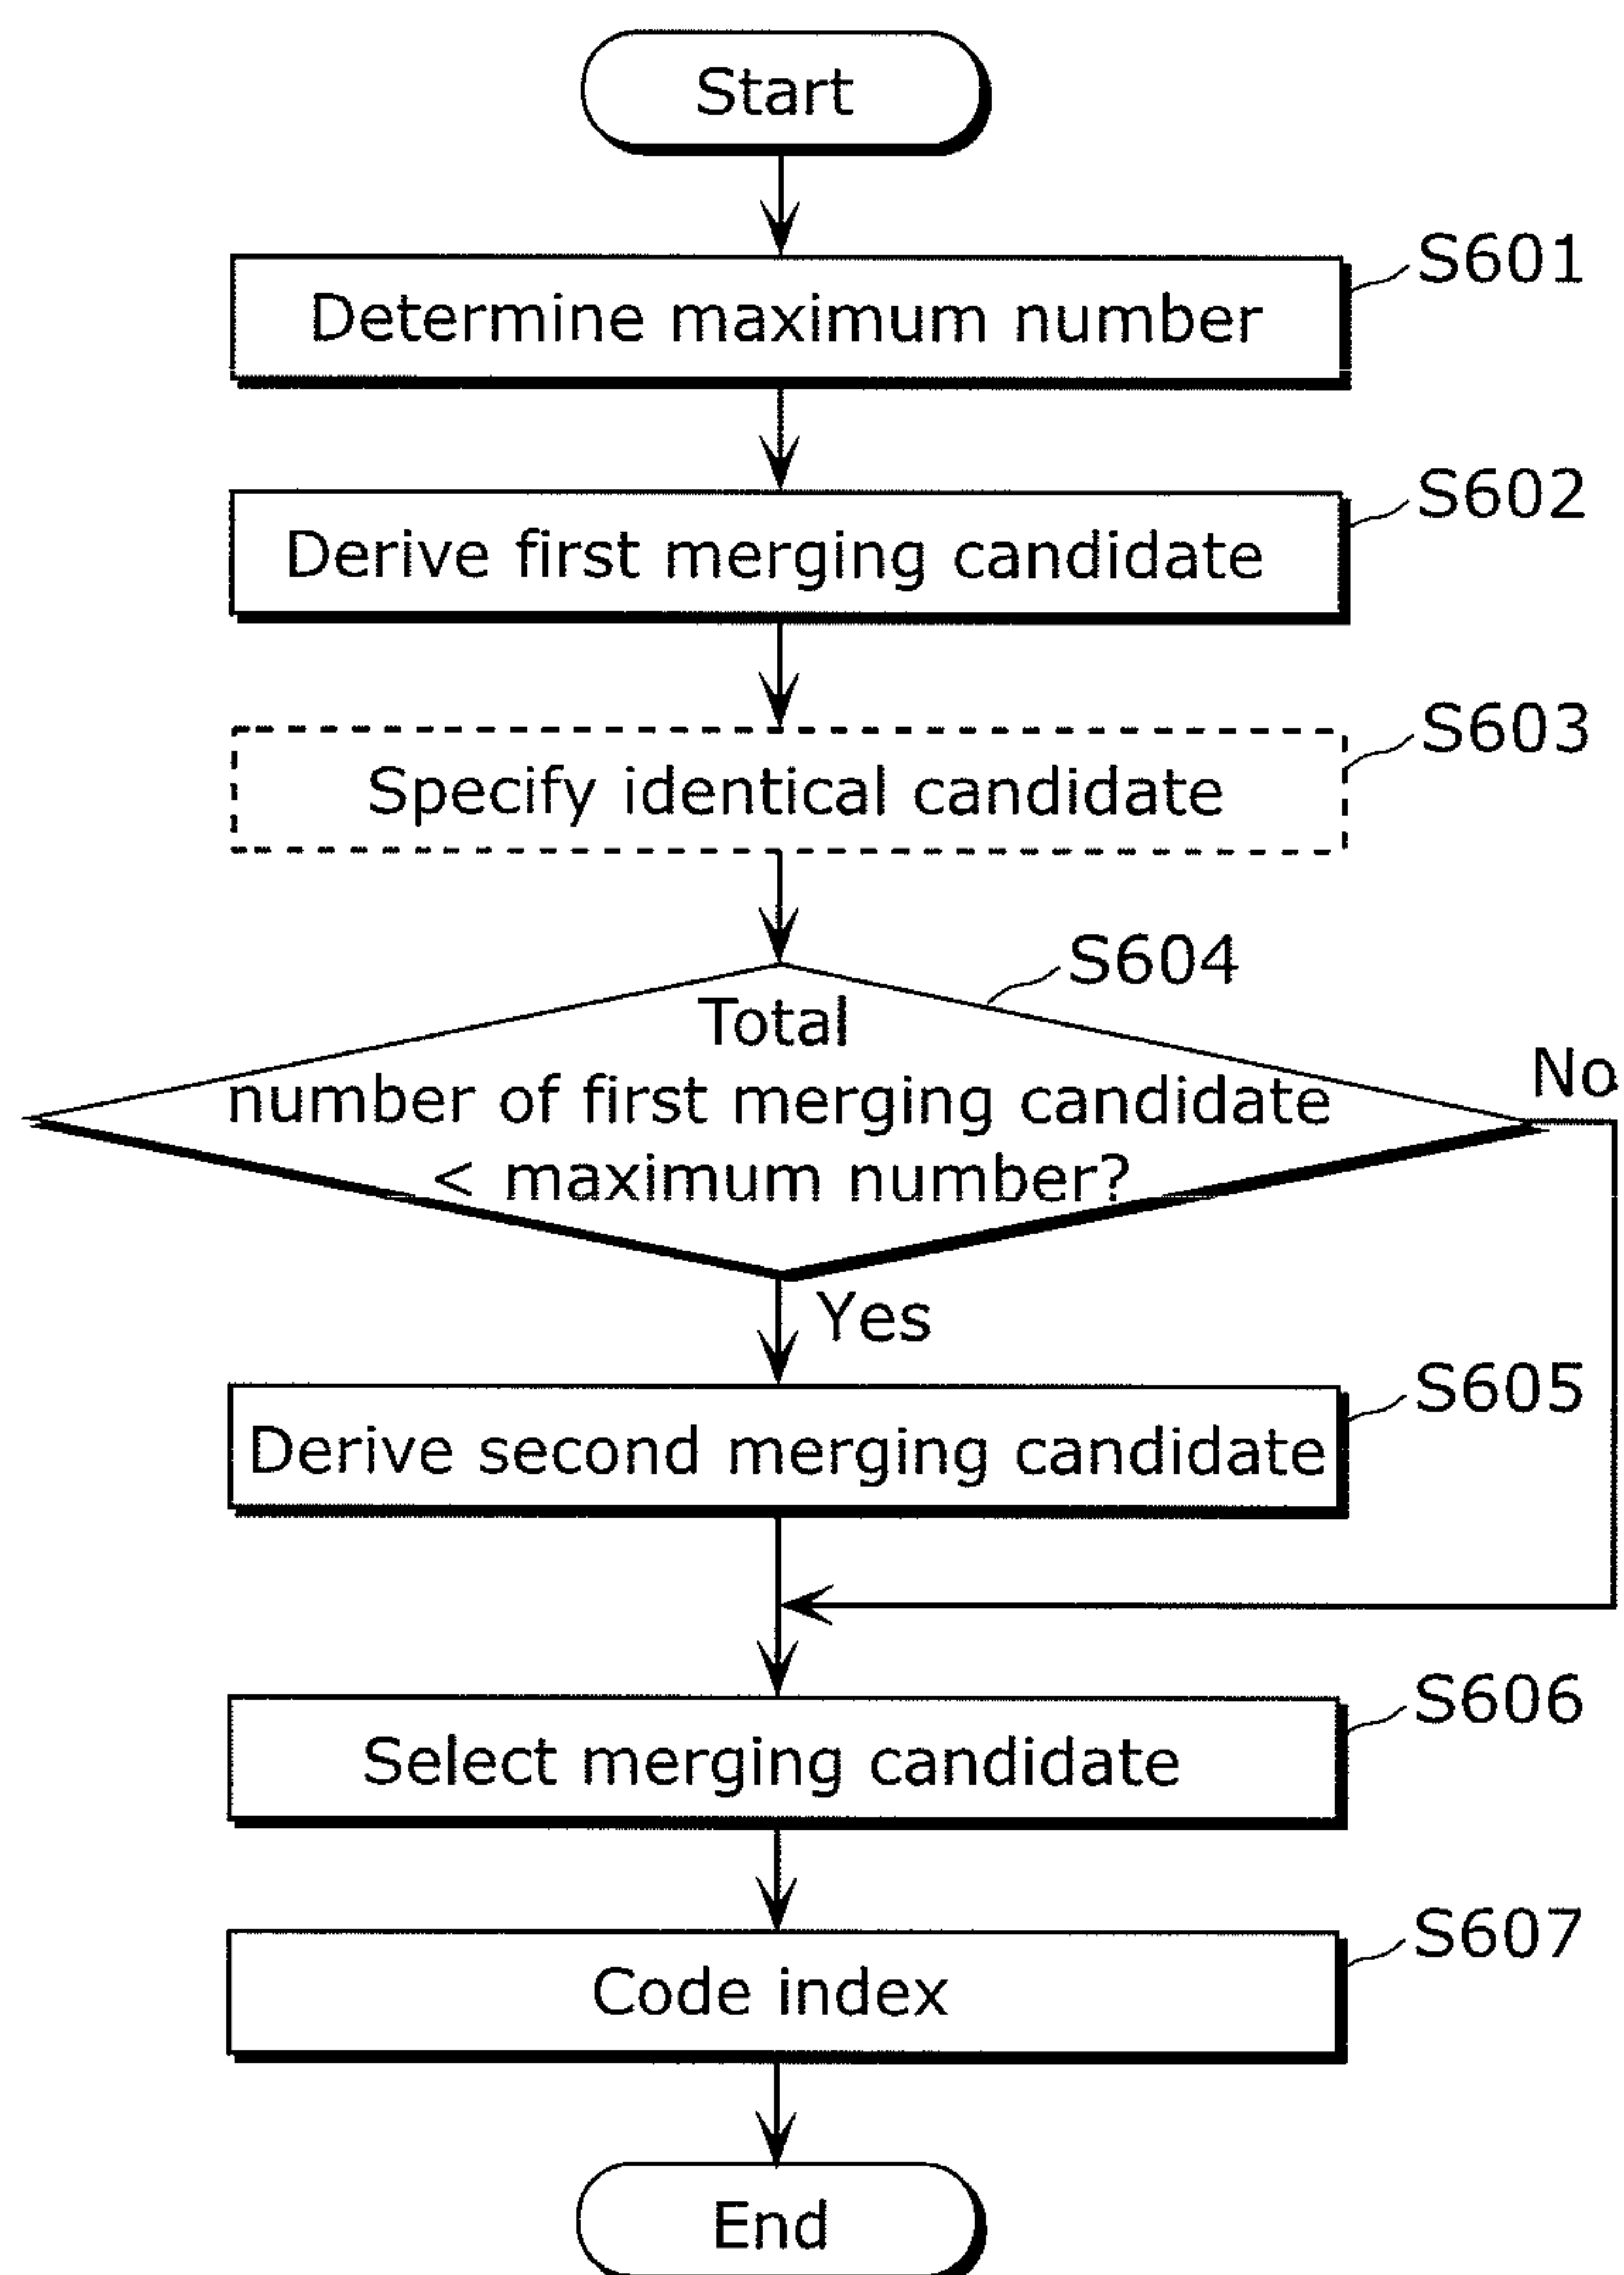 Start
S601
Determine maximum number
S602
Derive first merging candidate
S603
Specify identical candidate
S604
Total
number of first merging candidate
< maximum number?
No
Yes
S605
Derive second merging candidate
S606
Select merging candidate
S607
Code index
End